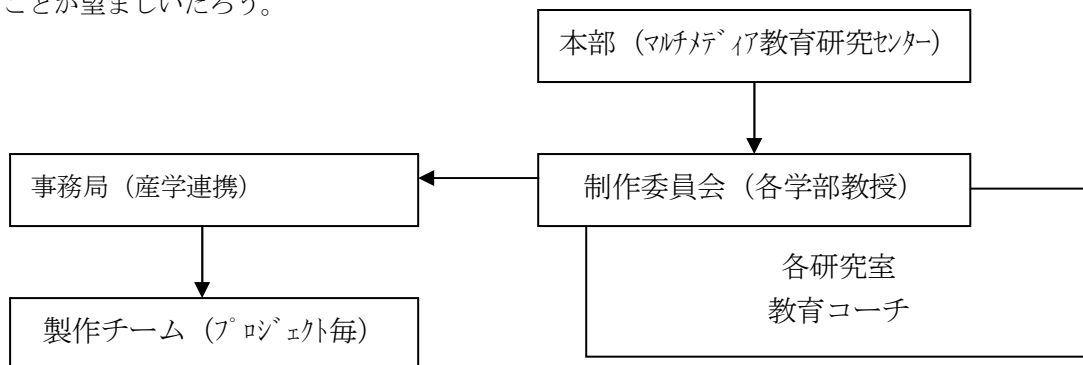 ことが望ましいだろう。
本部（ﾏﾙﾁﾒﾃﾞｨｱ教育研究ｾﾝﾀｰ）
事務局（産学連携）
制作委員会（各学部教授）
各研究室
教育コーチ
製作チーム（ﾌﾟﾛｼﾞｪｸﾄ毎）